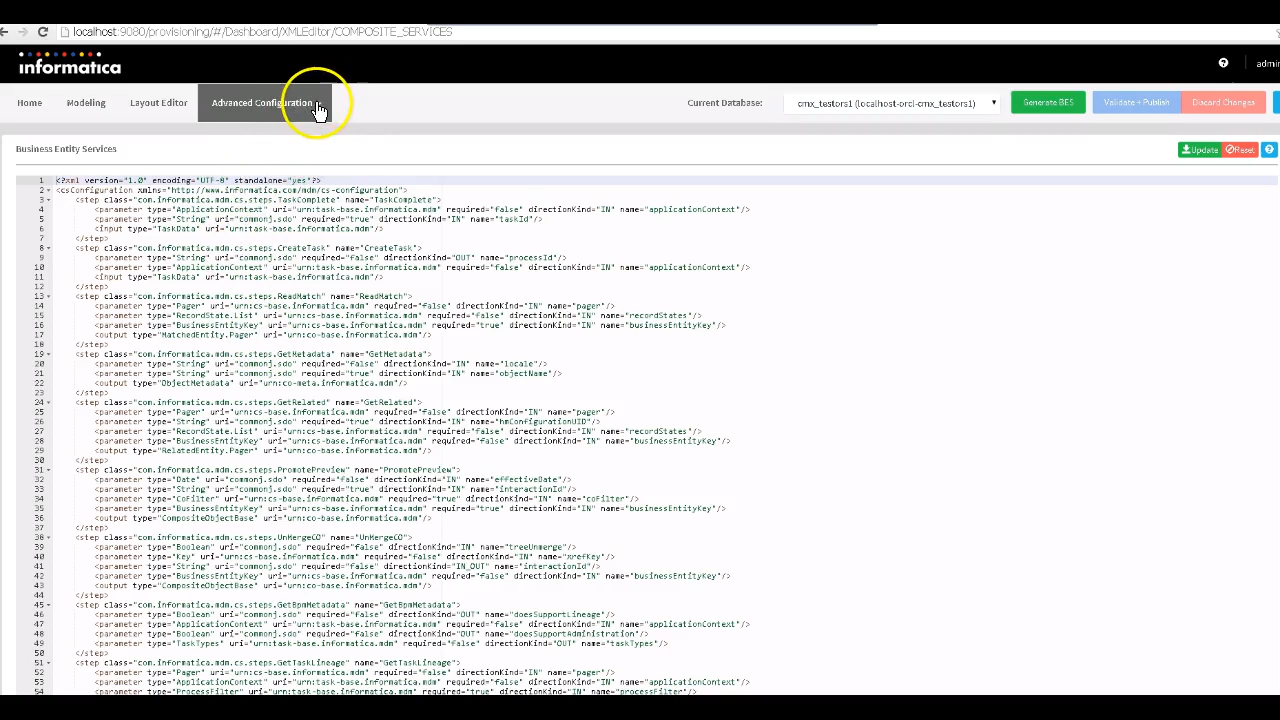 localhost:9080/provisioning/#/Dashboard/XMLEditor/COMPOSITE_SERVICES
informatica
admin
Home Modeling Layout Editor Advanced Configuration Current Database: cmx_testors1 (localhost-orcl-cmx_testors1) Generate BES Validate + Publish Discard Changes
Business Entity Services Update Reset
1 <?xml version="1.0" encoding="UTF-8" standalone="yes"?>
2 <csConfiguration xmlns="http://www.informatica.com/mdm/cs-configuration">
3 <step class="com.informatica.mdm.cs.steps.TaskComplete" name="TaskComplete">
4 <parameter type="ApplicationContext" uri="urn:task-base.informatica.mdm" required="false" directionKind="IN" name="applicationContext"/>
5 <parameter type="String" uri="commonj.sdo" required="true" directionKind="IN" name="taskId"/>
6 <input type="TaskData" uri="urn:task-base.informatica.mdm"/>
7 </step>
8 <step class="com.informatica.mdm.cs.steps.CreateTask" name="CreateTask">
9 <parameter type="String" uri="commonj.sdo" required="false" directionKind="OUT" name="processId"/>
10 <parameter type="ApplicationContext" uri="urn:task-base.informatica.mdm" required="false" directionKind="IN" name="applicationContext"/>
11 <input type="TaskData" uri="urn:task-base.informatica.mdm"/>
12 </step>
13 <step class="com.informatica.mdm.cs.steps.ReadMatch" name="ReadMatch">
14 <parameter type="Pager" uri="urn:cs-base.informatica.mdm" required="false" directionKind="IN" name="pager"/>
15 <parameter type="RecordState.List" uri="urn:cs-base.informatica.mdm" required="false" directionKind="IN" name="recordStates"/>
16 <parameter type="BusinessEntityKey" uri="urn:cs-base.informatica.mdm" required="true" directionKind="IN" name="businessEntityKey"/>
17 <output type="MatchedEntity.Pager" uri="urn:co-base.informatica.mdm"/>
18 </step>
19 <step class="com.informatica.mdm.cs.steps.GetMetadata" name="GetMetadata">
20 <parameter type="String" uri="commonj.sdo" required="false" directionKind="IN" name="locale"/>
21 <parameter type="String" uri="commonj.sdo" required="true" directionKind="IN" name="objectName"/>
22 <output type="ObjectMetadata" uri="urn:co-meta.informatica.mdm"/>
23 </step>
24 <step class="com.informatica.mdm.cs.steps.GetRelated" name="GetRelated">
25 <parameter type="Pager" uri="urn:cs-base.informatica.mdm" required="false" directionKind="IN" name="pager"/>
26 <parameter type="String" uri="commonj.sdo" required="true" directionKind="IN" name="hmConfigurationUID"/>
27 <parameter type="RecordState.List" uri="urn:cs-base.informatica.mdm" required="false" directionKind="IN" name="recordStates"/>
28 <parameter type="BusinessEntityKey" uri="urn:cs-base.informatica.mdm" required="false" directionKind="IN" name="businessEntityKey"/>
29 <output type="RelatedEntity.Pager" uri="urn:co-base.informatica.mdm"/>
30 </step>
31 <step class="com.informatica.mdm.cs.steps.PromotePreview" name="PromotePreview">
32 <parameter type="Date" uri="commonj.sdo" required="false" directionKind="IN" name="effectiveDate"/>
33 <parameter type="String" uri="commonj.sdo" required="true" directionKind="IN" name="interactionId"/>
34 <parameter type="CoFilter" uri="urn:cs-base.informatica.mdm" required="true" directionKind="IN" name="coFilter"/>
35 <parameter type="BusinessEntityKey" uri="urn:cs-base.informatica.mdm" required="true" directionKind="IN" name="businessEntityKey"/>
36 <output type="CompositeObjectBase" uri="urn:co-base.informatica.mdm"/>
37 </step>
38 <step class="com.informatica.mdm.cs.steps.UnMergeCO" name="UnMergeCO">
39 <parameter type="Boolean" uri="commonj.sdo" required="false" directionKind="IN" name="treeUnmerge"/>
40 <parameter type="Key" uri="urn:cs-base.informatica.mdm" required="false" directionKind="IN" name="xrefKey"/>
41 <parameter type="String" uri="commonj.sdo" required="false" directionKind="IN_OUT" name="interactionId"/>
42 <parameter type="BusinessEntityKey" uri="urn:cs-base.informatica.mdm" required="false" directionKind="IN" name="businessEntityKey"/>
43 <output type="CompositeObjectBase" uri="urn:co-base.informatica.mdm"/>
44 </step>
45 <step class="com.informatica.mdm.cs.steps.GetBpmMetadata" name="GetBpmMetadata">
46 <parameter type="Boolean" uri="commonj.sdo" required="false" directionKind="OUT" name="doesSupportLineage"/>
47 <parameter type="ApplicationContext" uri="urn:task-base.informatica.mdm" required="false" directionKind="IN" name="applicationContext"/>
48 <parameter type="Boolean" uri="commonj.sdo" required="false" directionKind="OUT" name="doesSupportAdministration"/>
49 <parameter type="TaskTypes" uri="urn:task-base.informatica.mdm" required="false" directionKind="OUT" name="taskTypes"/>
50 </step>
51 <step class="com.informatica.mdm.cs.steps.GetTaskLineage" name="GetTaskLineage">
52 <parameter type="Pager" uri="urn:cs-base.informatica.mdm" required="false" directionKind="IN" name="pager"/>
53 <parameter type="ApplicationContext" uri="urn:task-base.informatica.mdm" required="false" directionKind="IN" name="applicationContext"/>
54 <parameter type="ProcessFilter" uri="urn:task-base.informatica.mdm" required="true" directionKind="IN" name="processFilter"/>